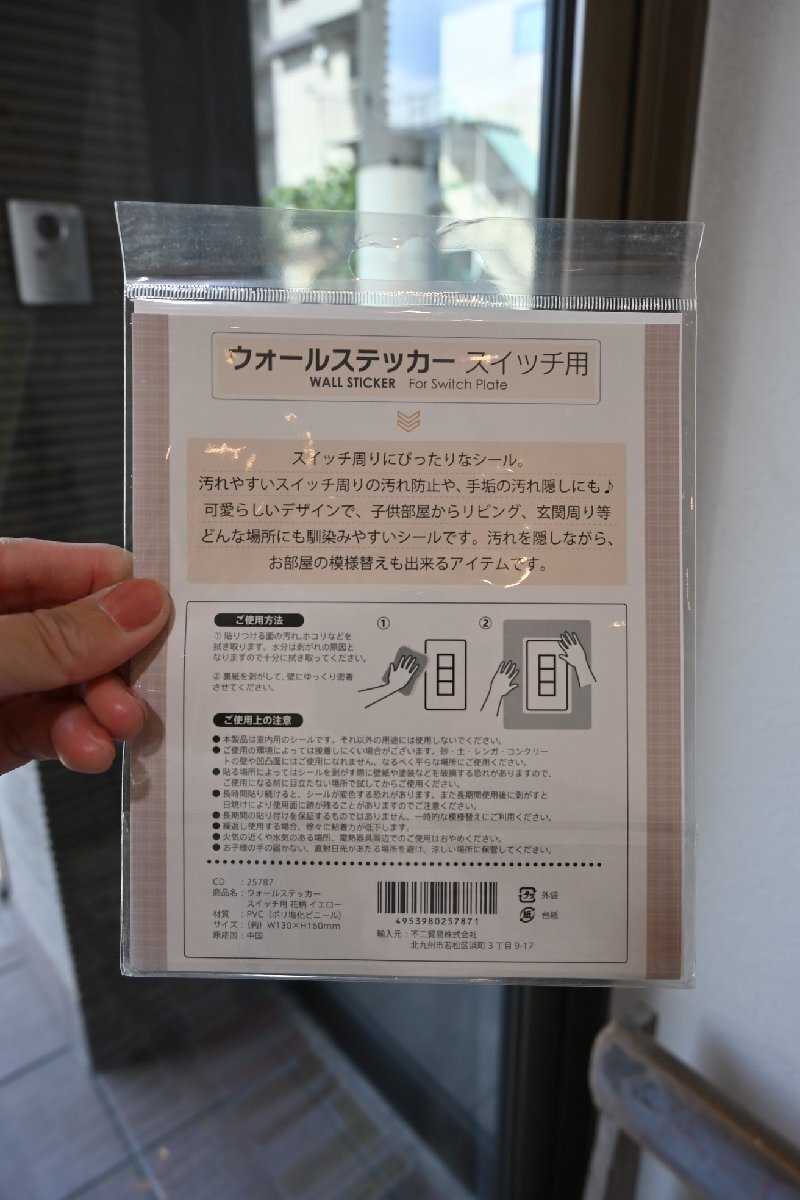 ウォールステッカー スイッチ用
WALL STICKER For Switch Plate
スイッチ周りにぴったりなシール。
汚れやすいスイッチ周りの汚れ防止や、手垢の汚れ隠しにも♪
可愛らしいデザインで、子供部屋からリビング、玄関周り等
どんな場所にも馴染みやすいシールです。汚れを隠しながら、
お部屋の模様替えも出来るアイテムです。
ご使用方法
①貼りつける面の汚れ、ホコリなどを
拭き取ります。水分は剥がれの原因と
なりますので十分に拭き取ってください。
②裏紙を剥がして、壁にゆっくり密着
させてください。
①
②
ご使用上の注意
●本製品は室内用のシールです。それ以外の用途には使用しないでください。
●ご使用の環境によっては接着しにくい場合がございます。砂・土・レンガ・コンクリー
トの壁や凹凸面にはご使用になれません。なるべく平らな場所にご使用ください。
●貼る場所によってはシールを剥がす際に壁紙や塗装などを破損する恐れがありますので、
ご使用になる前に目立たない場所で試してからご使用ください。
●長時間貼り続けると、シールが変色する恐れがあります。また長期間使用後に剥がすと
日焼けにより使用面に跡が残ることがありますのでご注意ください。
●長期間の貼り付けを保証するものではありません。一時的な模様替えにご利用ください。
●繰返し使用する場合、徐々に粘着力が低下します。
●火気の近くや水気のある場所、電熱器具周辺でのご使用はおやめください。
●お子様の手の届かない、直射日光があたる場所を避け、涼しい場所に保管してください。
CD :25787
商品名:ウォールステッカー
スイッチ用 花柄 イエロー
材質 :PVC(ポリ塩化ビニール)
サイズ:(約)W130×H160mm
原産国:中国
4953980257871
輸入元:不二貿易株式会社
北九州市若松区浜町3丁目9-17
プラ 外袋
紙 台紙